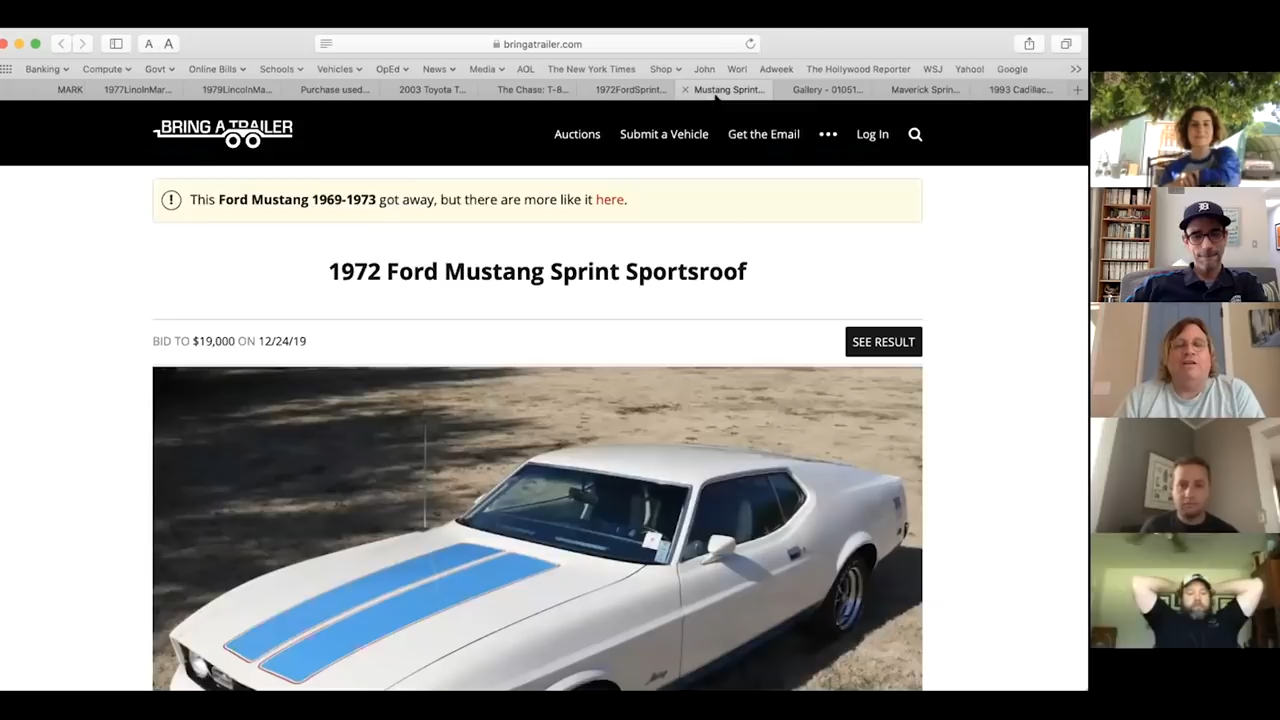 A A bringatrailer.com
Banking Compute Govt Online Bills Schools Vehicles OpEd News Media AOL The New York Times Shop John Worl Adweek The Hollywood Reporter WSJ Yahoo! Google >>
MARK 1977LinolnMar... 1979LincolnMa... Purchase used... 2003 Toyota T... The Chase: T-8... 1972FordSprint... Mustang Sprint... Gallery - 01051... Maverick Sprin... 1993 Cadillac...
BRING A TRAILER Auctions Submit a Vehicle Get the Email ••• Log In
This Ford Mustang 1969-1973 got away, but there are more like it here.
1972 Ford Mustang Sprint Sportsroof
BID TO $19,000 ON 12/24/19 SEE RESULT